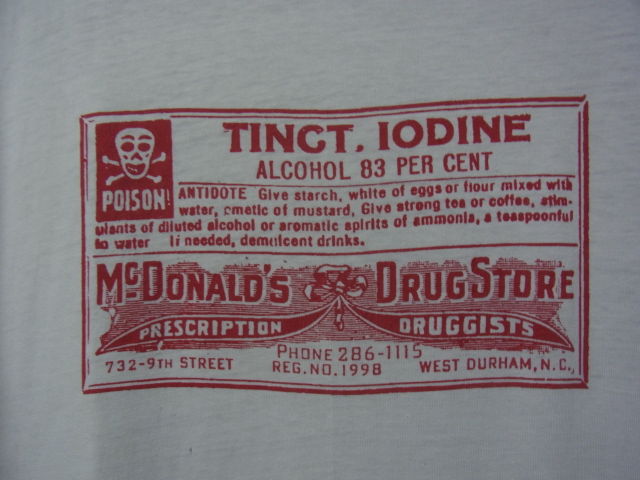 TINCT. IODINE
ALCOHOL 83 PER CENT
POISON
ANTIDOTE Give starch, white of eggs or flour mixed with
water, ematic of mustard, Give strong tea or coffee, stim-
ulants of diluted alcohol or aromatic spirits of ammonia, a teaspoonful
to water If needed, demulcent drinks.
McDONALD'S DRUG STORE
PRESCRIPTION DRUGGISTS
PHONE 286-1115
732-9TH STREET REG. NO. 1998 WEST DURHAM, N.C.